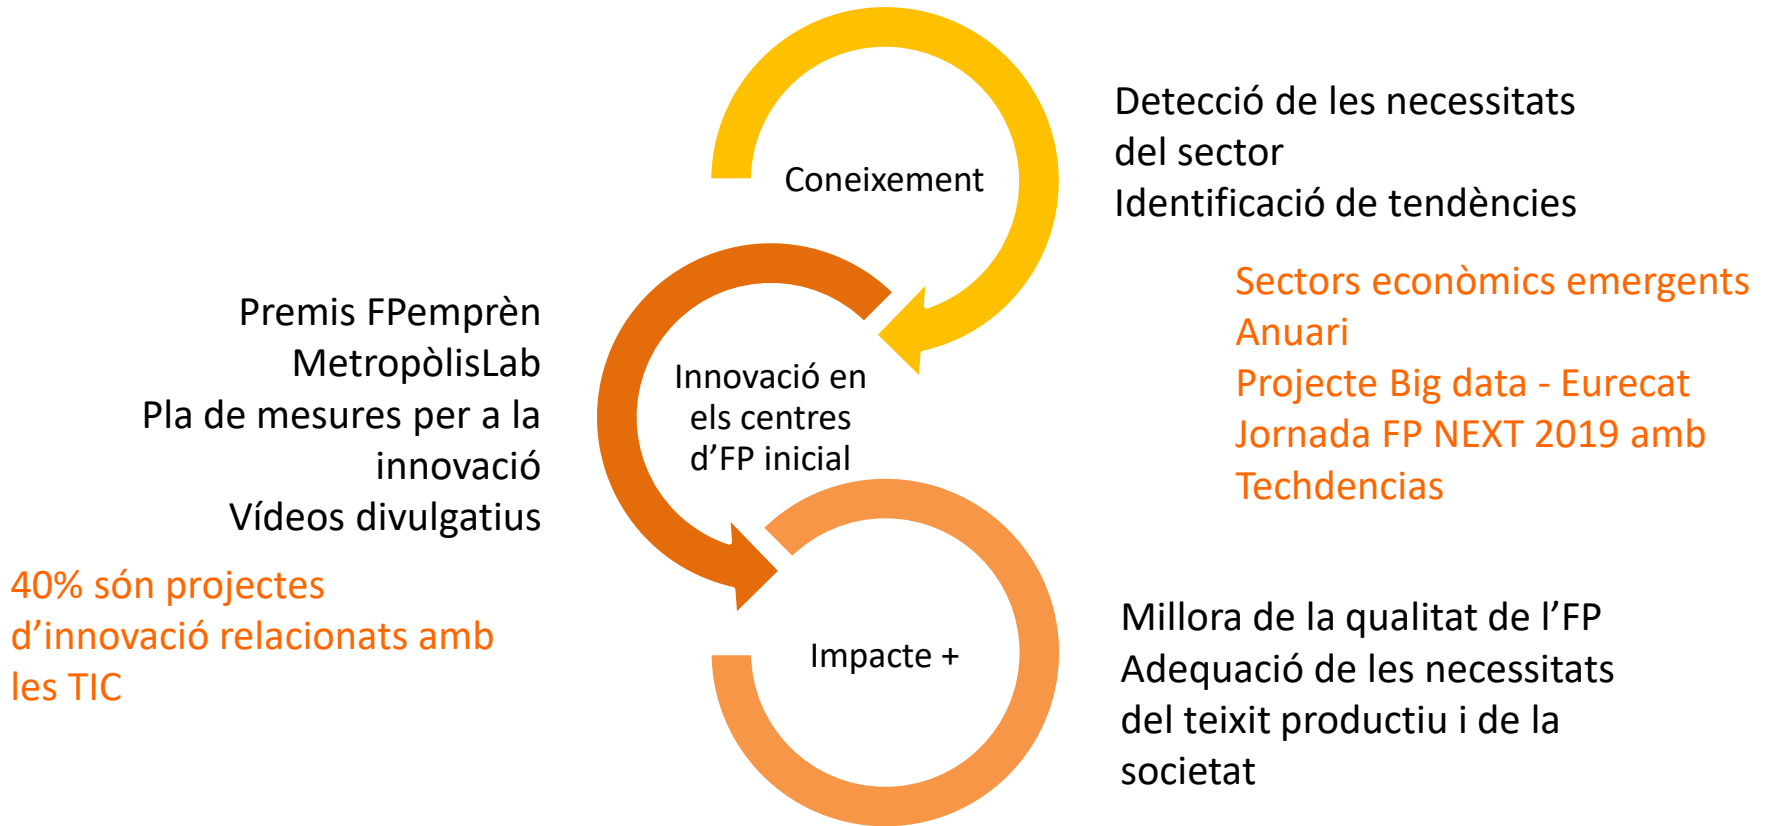 Coneixement
Detecció de les necessitats
del sector
Identificació de tendències
Sectors econòmics emergents
Anuari
Projecte Big data - Eurecat
Jornada FP NEXT 2019 amb
Techdencias
Premis FPemprèn
MetropòlisLab
Pla de mesures per a la
innovació
Vídeos divulgatius
40% són projectes
d’innovació relacionats amb
les TIC
Innovació en
els centres
d’FP inicial
Impacte +
Millora de la qualitat de l’FP
Adequació de les necessitats
del teixit productiu i de la
societat